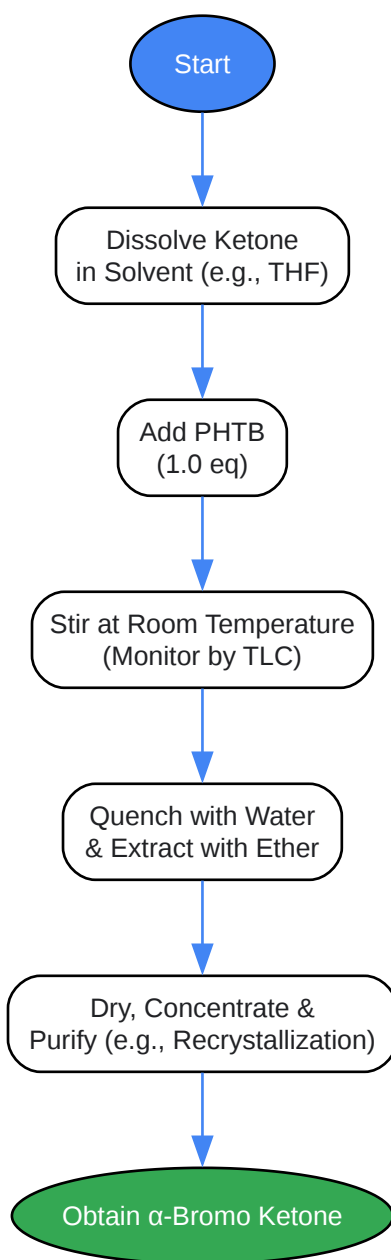 Start
Dissolve Ketone
in Solvent (e.g., THF)
Add PHTB
(1.0 eq)
Stir at Room Temperature
(Monitor by TLC)
Quench with Water
& Extract with Ether
Dry, Concentrate &
Purify (e.g., Recrystallization)
Obtain α-Bromo Ketone